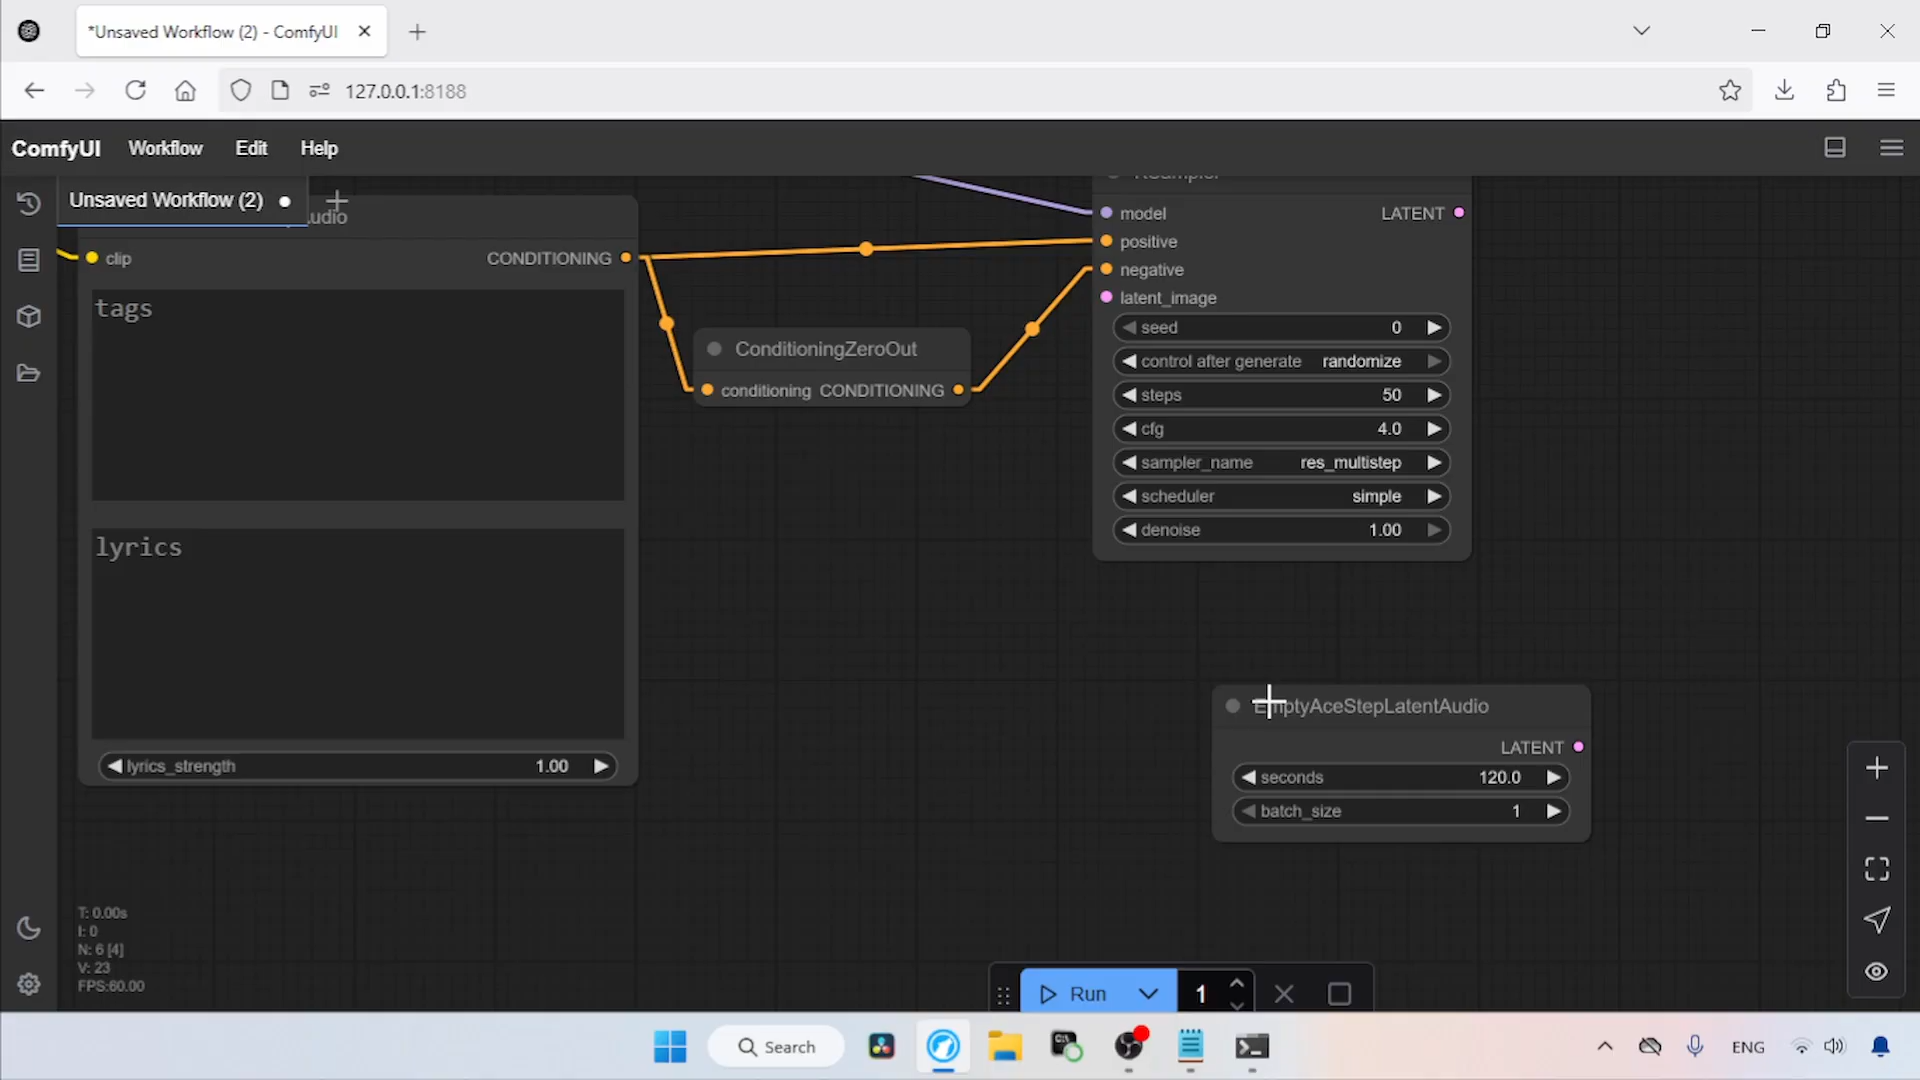 *Unsaved Workflow (2) - ComfyUI
127.0.0.1:8188
ComfyUI Workflow Edit Help
Unsaved Workflow (2)
udio
clip CONDITIONING
tags
lyrics
lyrics_strength 1.00
ConditioningZeroOut
conditioning CONDITIONING
KSampler
model LATENT
positive
negative
latent_image
seed 0
control after generate randomize
steps 50
cfg 4.0
sampler_name res_multistep
scheduler simple
denoise 1.00
EmptyAceStepLatentAudio
LATENT
seconds 120.0
batch_size 1
T: 0.00s
I: 0
N: 6 [4]
V: 23
FPS:60.00
Run 1
Search
ENG